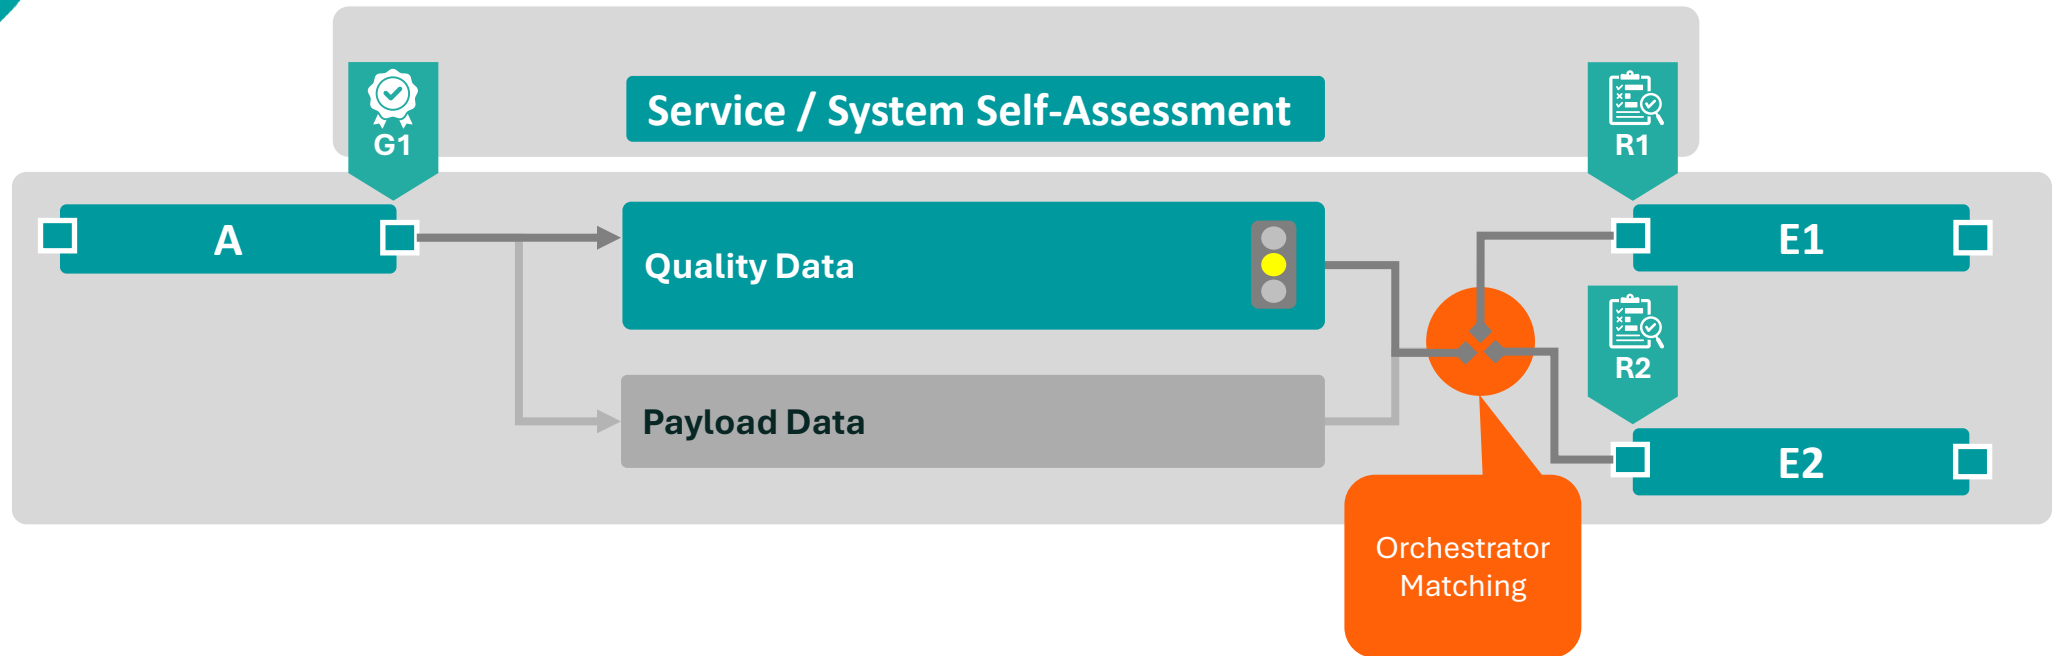 Service / System Self-Assessment
G1
R1
A
Quality Data
E1
R2
Payload Data
E2
Orchestrator
Matching